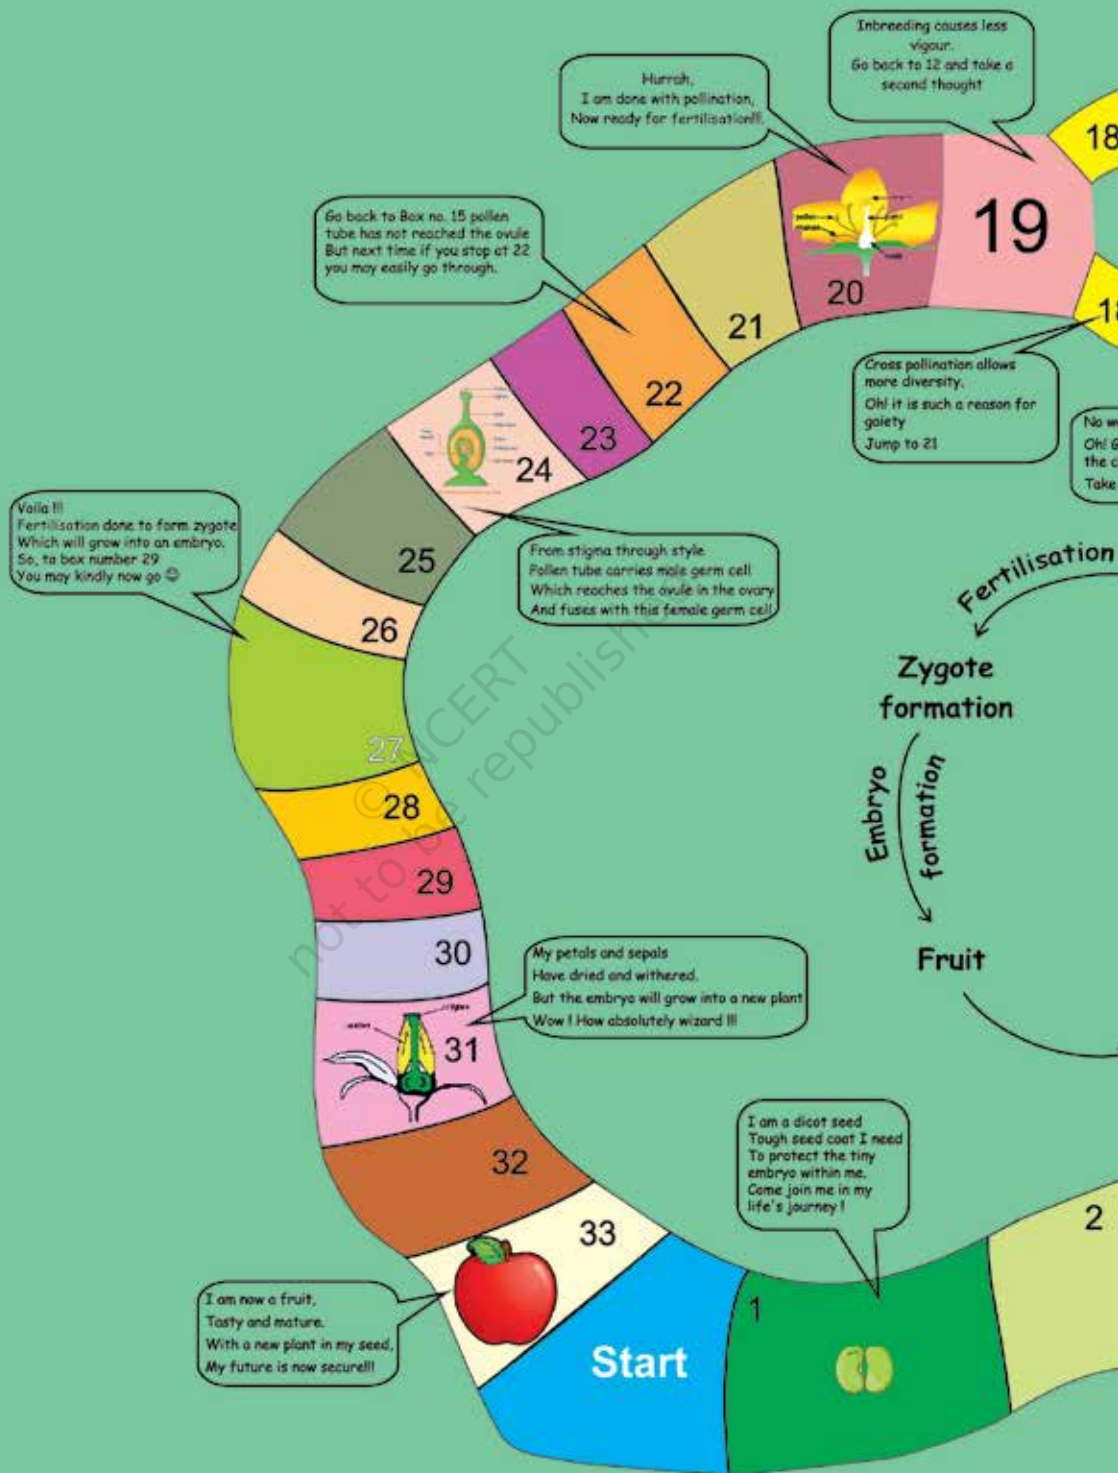 Inbreeding causes less
vigour.
Go back to 12 and take a
second thought
Hurrah,
I am done with pollination,
Now ready for fertilisation!!!.
18
19
20
21
22
23
24
25
26
27
28
29
30
31
32
33
Start
1
2
18
Go back to Box no. 15 pollen
tube has not reached the ovule
But next time if you stop at 22
you may easily go through.
Cross pollination allows
more diversity.
Oh! it is such a reason for
gaiety
Jump to 21
No
Oh!
the
Take
Voila !!!
Fertilisation done to form zygote
Which will grow into an embryo.
So, to box number 29
You may kindly now go ☺
From stigma through style
Pollen tube carries male germ cell
Which reaches the ovule in the ovary
And fuses with this female germ cell
Fertilisation
Zygote
formation
Embryo
formation
Fruit
My petals and sepals
Have dried and withered.
But the embryo will grow into a new plant
Wow ! How absolutely wizard !!!
I am a dicot seed
Tough seed coat I need
To protect the tiny
embryo within me.
Come join me in my
life's journey !
I am now a fruit,
Tasty and mature.
With a new plant in my seed,
My future is now secure!!!
© NCERT
not to be republished